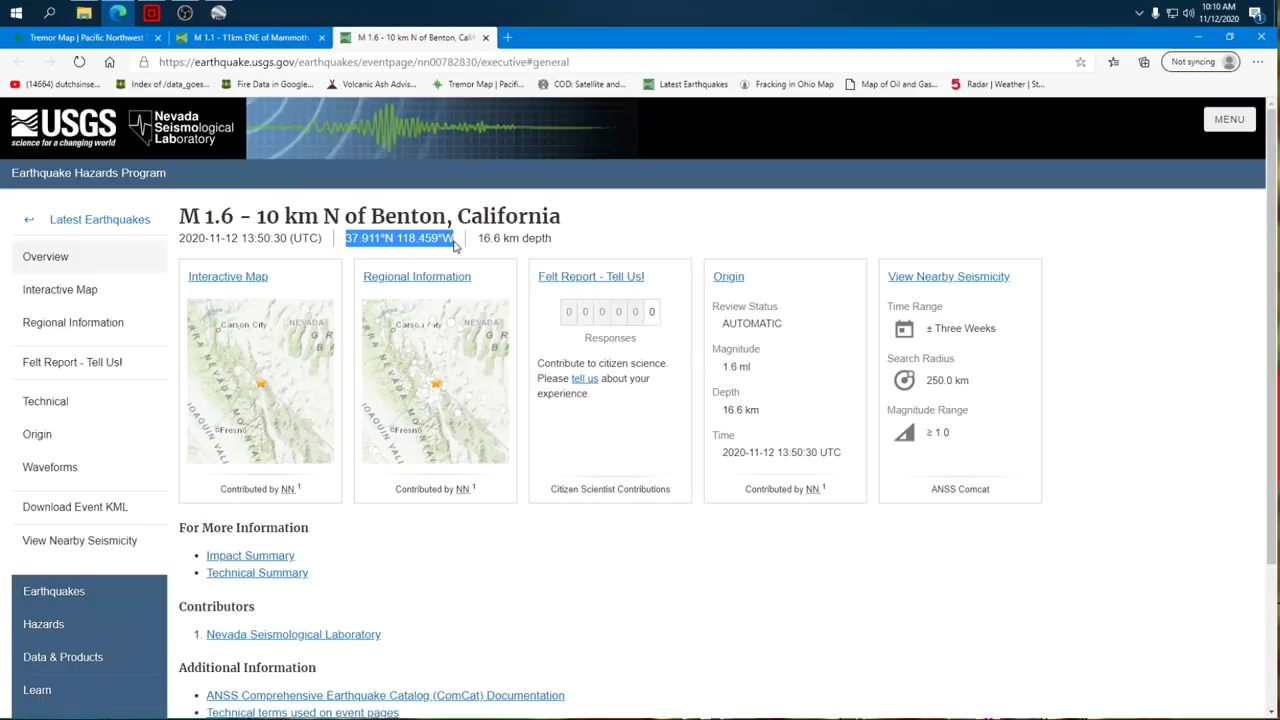 10:10 AM
11/12/2020
Tremor Map | Pacific Northwest
M 1.1 - 11km ENE of Mammoth
M 1.6 - 10 km N of Benton, Calif
https://earthquake.usgs.gov/earthquakes/eventpage/nn00782830/executive#general
Not syncing
(14664) dutchsinse...
Index of /data_goes...
Fire Data in Google...
Volcanic Ash Advis...
Tremor Map | Pacifi...
COD: Satellite and...
Latest Earthquakes
Fracking in Ohio Map
Map of Oil and Gas...
Radar | Weather | St...
USGS
science for a changing world
Nevada
Seismological
Laboratory
MENU
Earthquake Hazards Program
Latest Earthquakes
Overview
Interactive Map
Regional Information
Felt Report - Tell Us!
Technical
Origin
Waveforms
Download Event KML
View Nearby Seismicity
Earthquakes
Hazards
Data & Products
Learn
M 1.6 - 10 km N of Benton, California
2020-11-12 13:50:30 (UTC)
37.911°N 118.459°W
16.6 km depth
Interactive Map
Carson City
NEVADA
Fresno
Contributed by NN 1
Regional Information
Carson City
NEVADA
Fresno
Contributed by NN 1
Felt Report - Tell Us!
0 0 0 0 0 0
Responses
Contribute to citizen science.
Please tell us about your
experience.
Citizen Scientist Contributions
Origin
Review Status
AUTOMATIC
Magnitude
1.6 ml
Depth
16.6 km
Time
2020-11-12 13:50:30 UTC
Contributed by NN 1
View Nearby Seismicity
Time Range
± Three Weeks
Search Radius
250.0 km
Magnitude Range
≥ 1.0
ANSS Comcat
For More Information
• Impact Summary
• Technical Summary
Contributors
1. Nevada Seismological Laboratory
Additional Information
• ANSS Comprehensive Earthquake Catalog (ComCat) Documentation
• Technical terms used on event pages